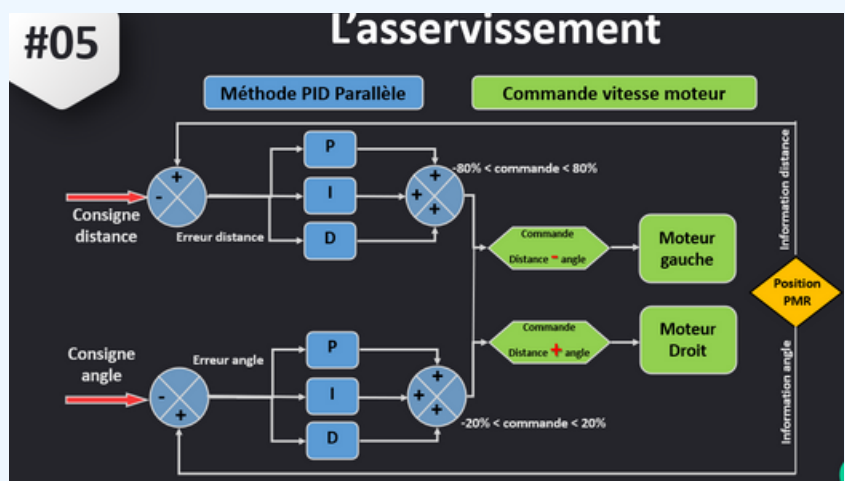 #05
L'asservissement
Méthode PID Parallèle
Commande vitesse moteur
P
I
D
+
-
+
+
+
-80% < commande < 80%
Consigne
distance
Erreur distance
Commande
Distance - angle
Moteur
gauche
Information distance
Position
PMR
Commande
Distance + angle
Moteur
Droit
Information angle
Consigne
angle
Erreur angle
P
I
D
-
+
+
+
+
-20% < commande < 20%